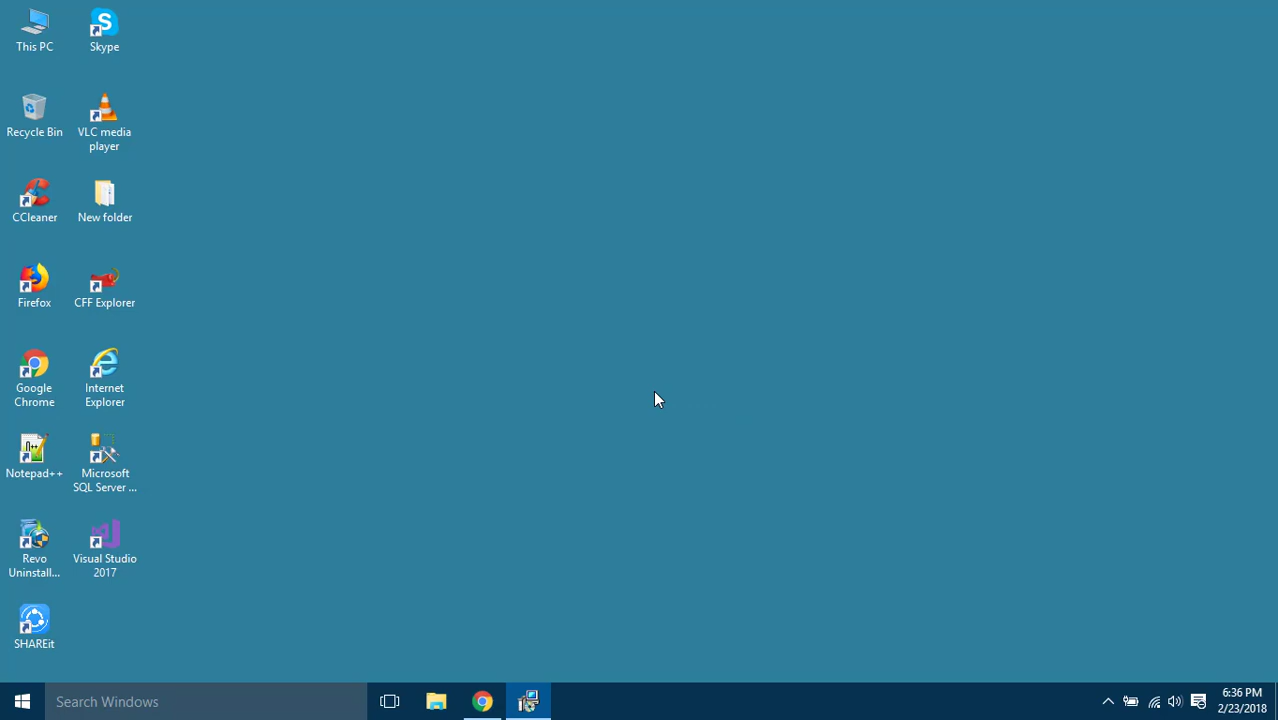 This PC
Skype
Recycle Bin
VLC media
player
CCleaner
New folder
Firefox
CFF Explorer
Google
Chrome
Internet
Explorer
Notepad++
Microsoft
SQL Server ...
Revo
Uninstall...
Visual Studio
2017
SHAREit
Search Windows
6:36 PM
2/23/2018